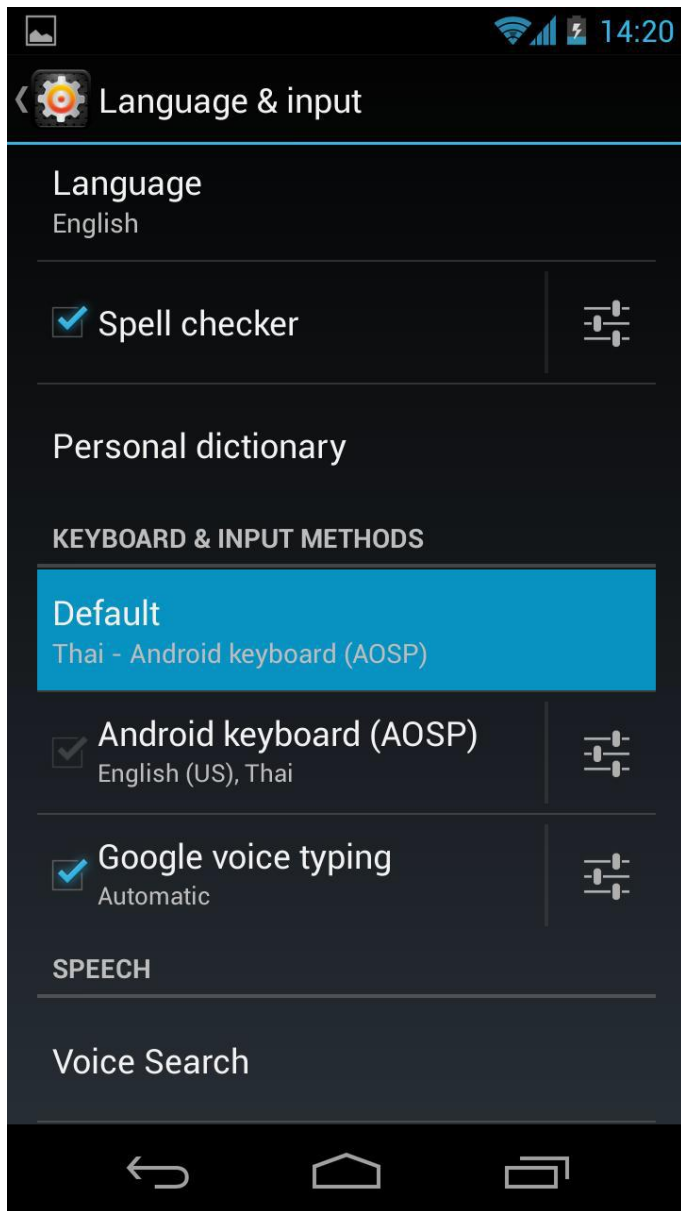 14:20
Language & input
Language
English
Spell checker
Personal dictionary
KEYBOARD & INPUT METHODS
Default
Thai - Android keyboard (AOSP)
Android keyboard (AOSP)
English (US), Thai
Google voice typing
Automatic
SPEECH
Voice Search